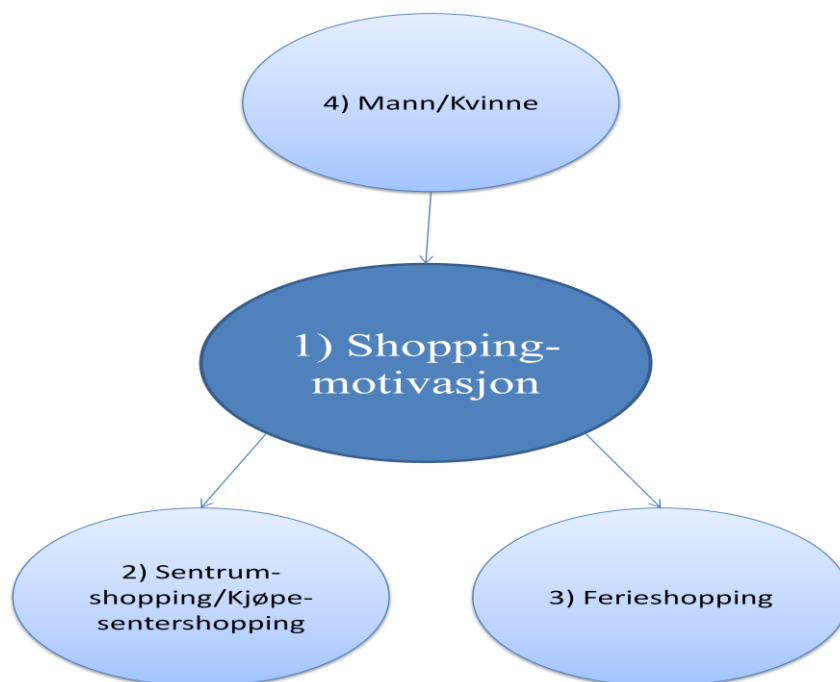 4) Mann/Kvinne
1) Shopping-
motivasjon
2) Sentrum-
shopping/Kjøpe-
sentershopping
3) Ferieshopping